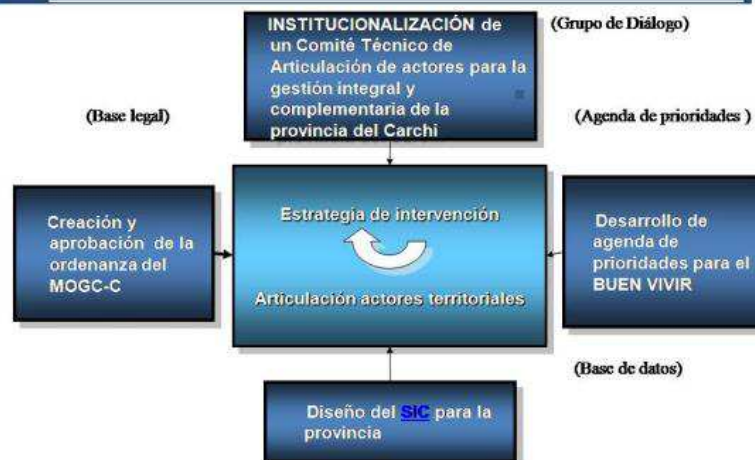 INSTITUCIONALIZACIÓN de
un Comité Técnico de
Articulación de actores para la
gestión integral y
complementaria de la
provincia del Carchi
(Grupo de Diálogo)
(Base legal)
(Agenda de prioridades )
Creación y
aprobación de la
ordenanza del
MOGC-C
Estrategia de intervención
Articulación actores territoriales
Desarrollo de
agenda de
prioridades para el
BUEN VIVIR
(Base de datos)
Diseño del SIC para la
provincia